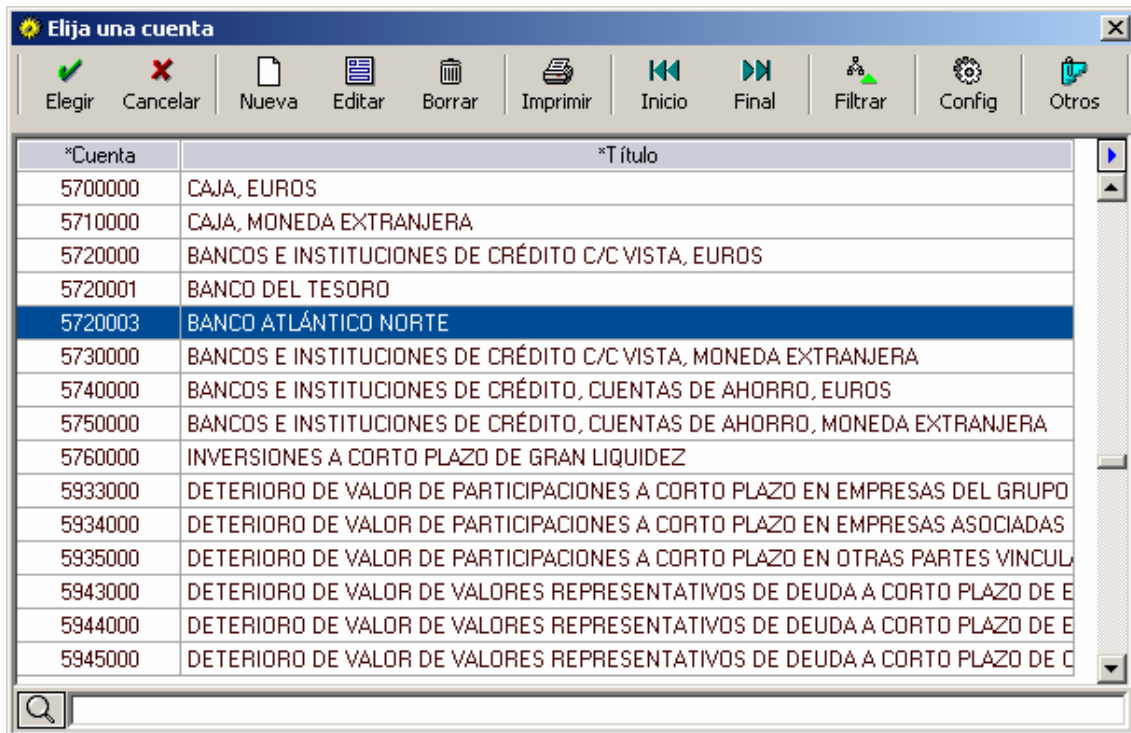 Elija una cuenta
Elegir Cancelar Nueva Editar Borrar Imprimir Inicio Final Filtrar Config Otros
*Cuenta *Título
5700000 CAJA, EUROS
5710000 CAJA, MONEDA EXTRANJERA
5720000 BANCOS E INSTITUCIONES DE CRÉDITO C/C VISTA, EUROS
5720001 BANCO DEL TESORO
5720003 BANCO ATLÁNTICO NORTE
5730000 BANCOS E INSTITUCIONES DE CRÉDITO C/C VISTA, MONEDA EXTRANJERA
5740000 BANCOS E INSTITUCIONES DE CRÉDITO, CUENTAS DE AHORRO, EUROS
5750000 BANCOS E INSTITUCIONES DE CRÉDITO, CUENTAS DE AHORRO, MONEDA EXTRANJERA
5760000 INVERSIONES A CORTO PLAZO DE GRAN LIQUIDEZ
5933000 DETERIORO DE VALOR DE PARTICIPACIONES A CORTO PLAZO EN EMPRESAS DEL GRUPO
5934000 DETERIORO DE VALOR DE PARTICIPACIONES A CORTO PLAZO EN EMPRESAS ASOCIADAS
5935000 DETERIORO DE VALOR DE PARTICIPACIONES A CORTO PLAZO EN OTRAS PARTES VINCUL
5943000 DETERIORO DE VALOR DE VALORES REPRESENTATIVOS DE DEUDA A CORTO PLAZO DE E
5944000 DETERIORO DE VALOR DE VALORES REPRESENTATIVOS DE DEUDA A CORTO PLAZO DE E
5945000 DETERIORO DE VALOR DE VALORES REPRESENTATIVOS DE DEUDA A CORTO PLAZO DE